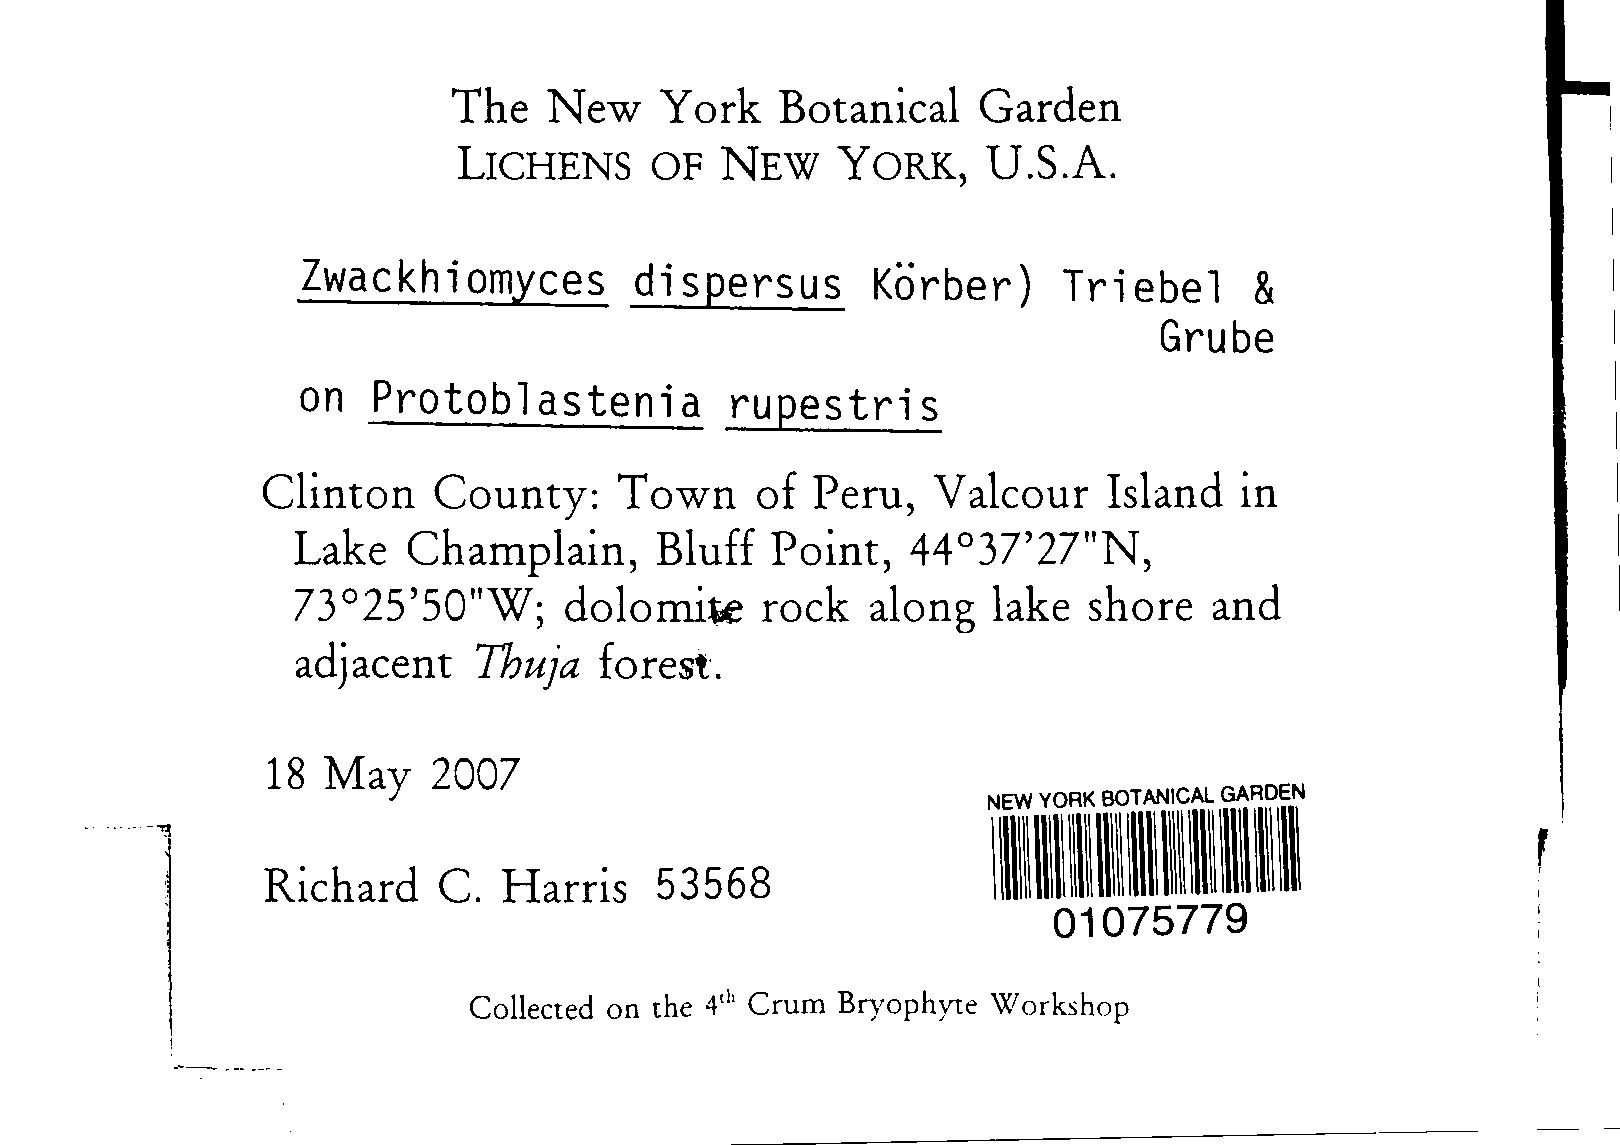 The New York Botanical Garden
LICHENS OF NEW YORK, U.S.A.
Zwackhiomyces dispersus Körber) Triebel &
Grube
on Protoblastenia rupestris
Clinton County: Town of Peru, Valcour Island in
Lake Champlain, Bluff Point, 44°37'27"N,
73°25'50"W; dolomite rock along lake shore and
adjacent Thuja forest.
18 May 2007
NEW YORK BOTANICAL GARDEN
Richard C. Harris 53568
01075779
Collected on the 4th Crum Bryophyte Workshop